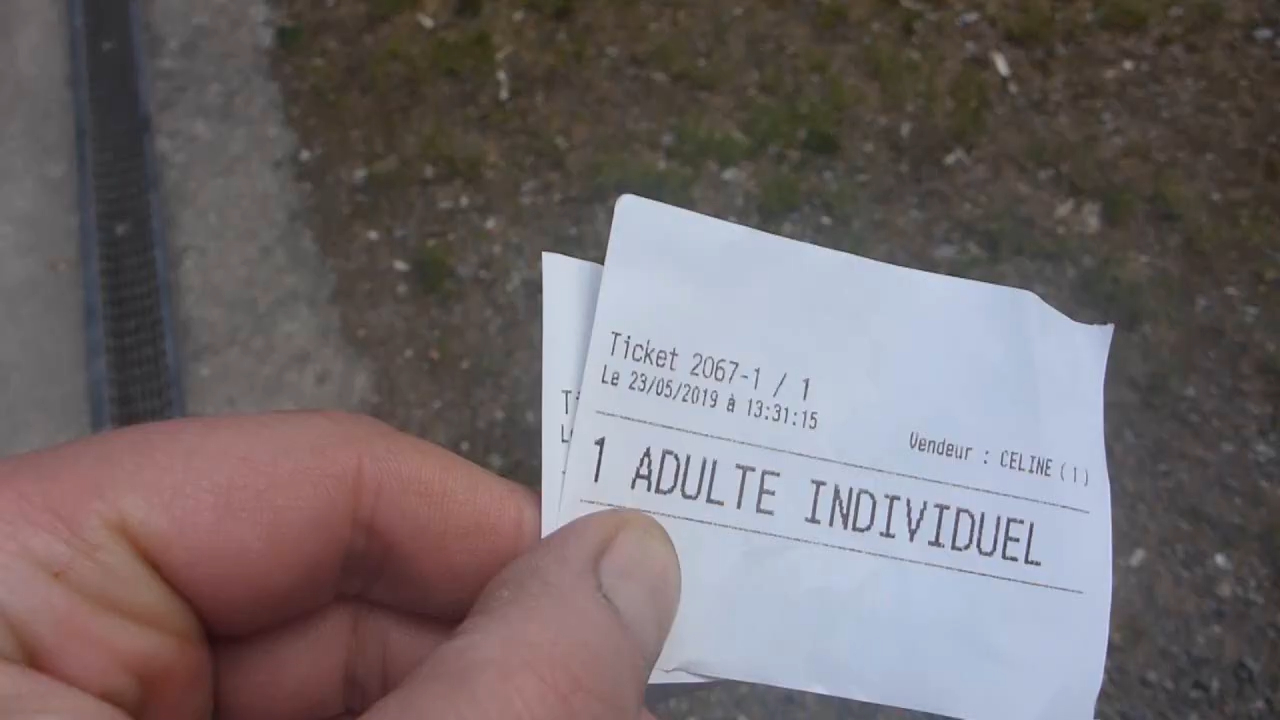 Ticket 2067-1 / 1
Le 23/05/2019 à 13:31:15
Vendeur : CELINE (1)
1 ADULTE INDIVIDUEL